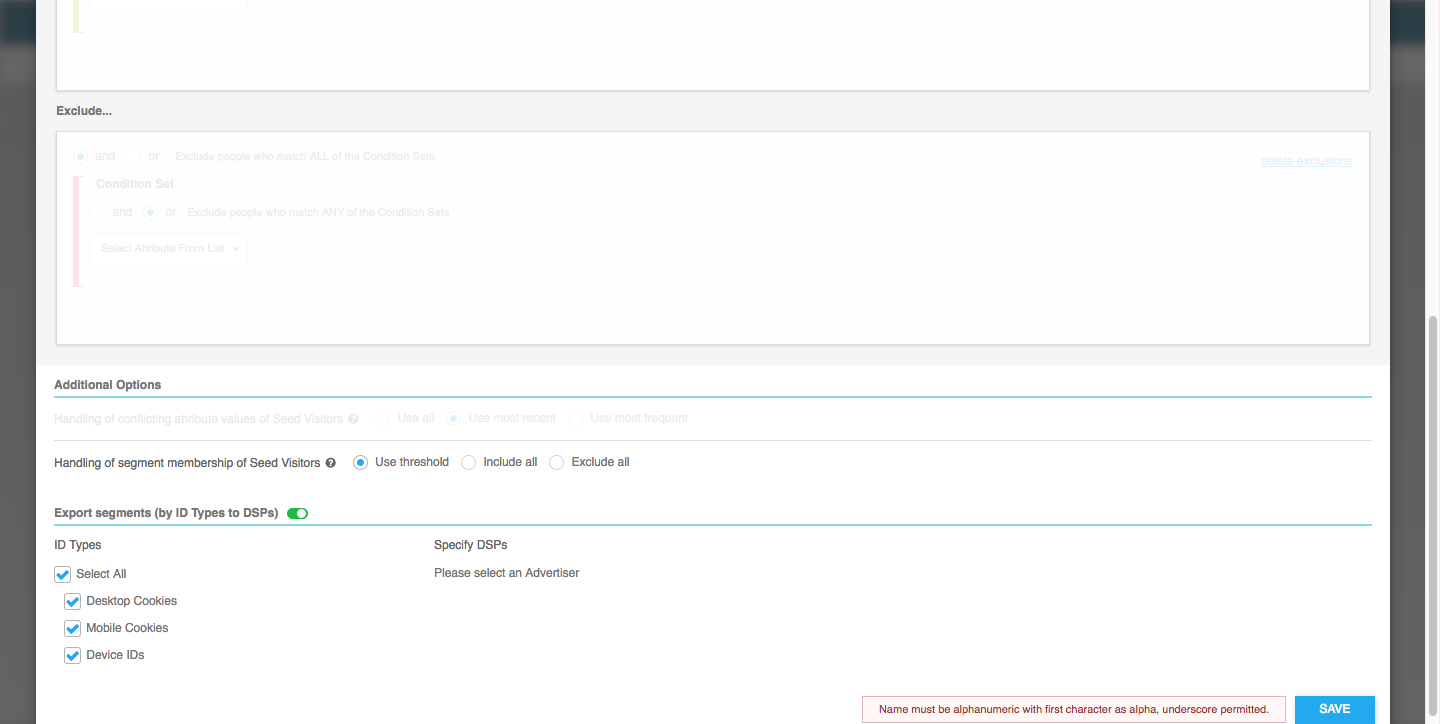 Exclude...
and or Exclude people who match ALL of the Condition Sets
delete exclusions
Condition Set
and or Exclude people who match ANY of the Condition Sets
Select Attribute From List
Additional Options
Handling of conflicting attribute values of Seed Visitors ? Use all Use most recent Use most frequent
Handling of segment membership of Seed Visitors ? Use threshold Include all Exclude all
Export segments (by ID Types to DSPs)
ID Types
Specify DSPs
Select All
Please select an Advertiser
Desktop Cookies
Mobile Cookies
Device IDs
Name must be alphanumeric with first character as alpha, underscore permitted.
SAVE